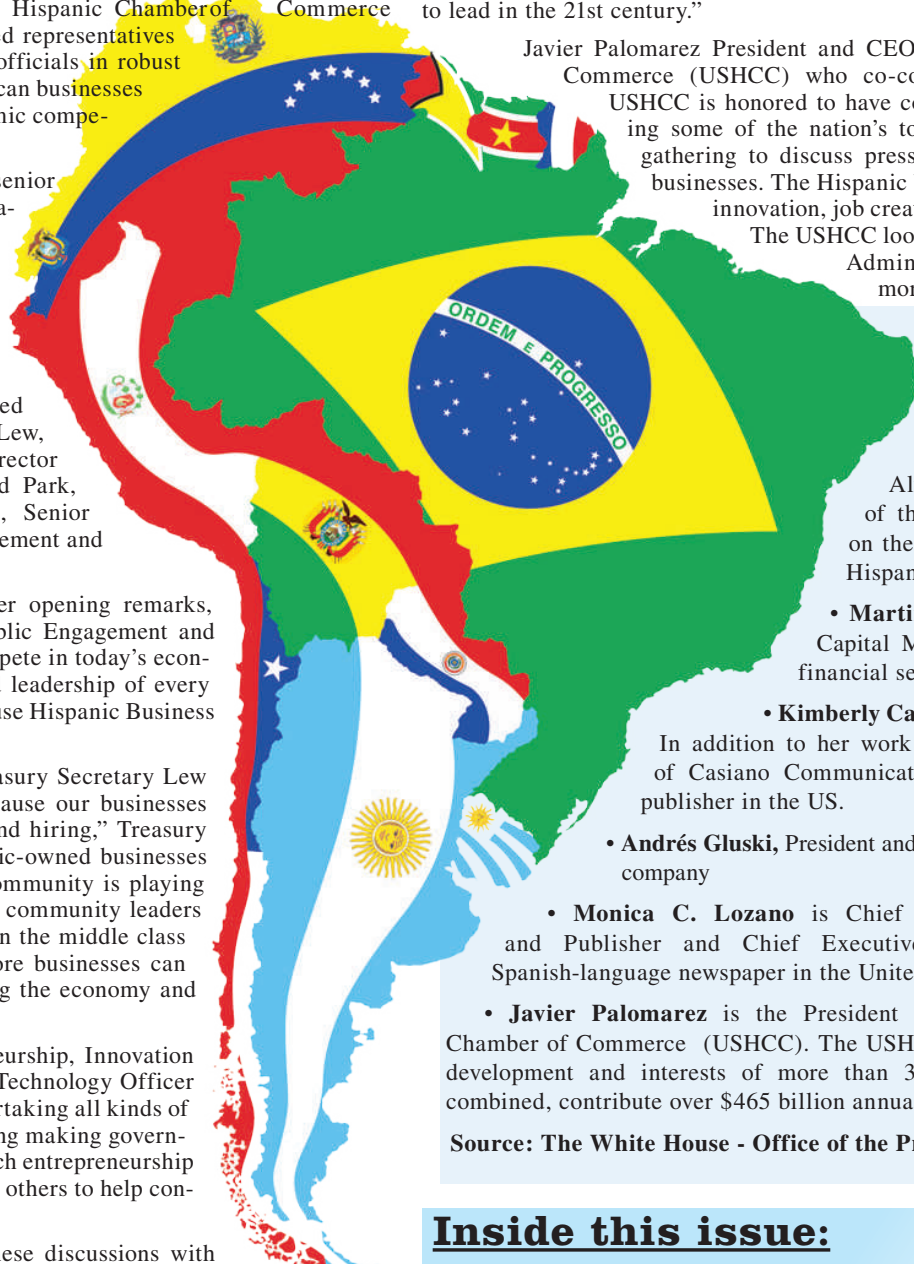 Hispanic Chamber of Commerce
ed representatives
officials in robust
can businesses
nic compe-
senior
a-
ed
Lew,
rector
d Park,
, Senior
ement and
er opening remarks,
blic Engagement and
pete in today's econ-
leadership of every
use Hispanic Business
asury Secretary Lew
ause our businesses
nd hiring,” Treasury
ic-owned businesses
ommunity is playing
community leaders
n the middle class
ore businesses can
g the economy and
eurship, Innovation
Technology Officer
rtaking all kinds of
ng making govern-
ch entrepreneurship
others to help con-
hese discussions with
to lead in the 21st century.”
Javier Palomarez President and CEO
Commerce (USHCC) who co-co
USHCC is honored to have co
ing some of the nation's to
gathering to discuss press
businesses. The Hispanic
innovation, job crea
The USHCC loo
Admin
mor
ORDEM E PROGRESSO
Al
of th
on the
Hispan
• Marti
Capital M
financial se
• Kimberly Ca
In addition to her work
of Casiano Communicat
publisher in the US.
• Andrés Gluski, President and
company
• Monica C. Lozano is Chief
and Publisher and Chief Executive
Spanish-language newspaper in the Unite
• Javier Palomarez is the President
Chamber of Commerce (USHCC). The USH
development and interests of more than 3
combined, contribute over $465 billion annua
Source: The White House - Office of the Pr
Inside this issue: